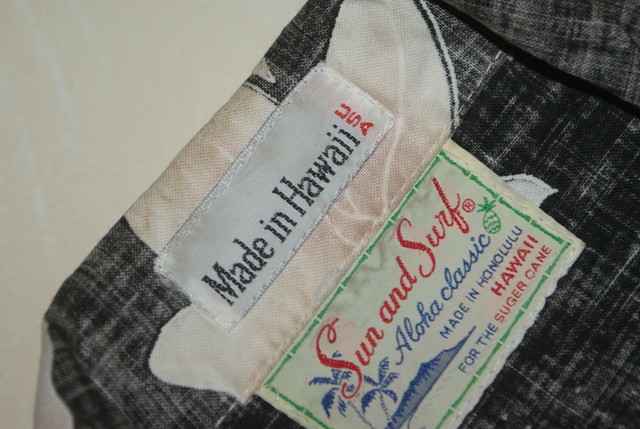 Made in Hawaii USA
Sun and Surf®
Aloha classic
MADE IN HONOLULU
HAWAII
FOR THE SUGER CANE